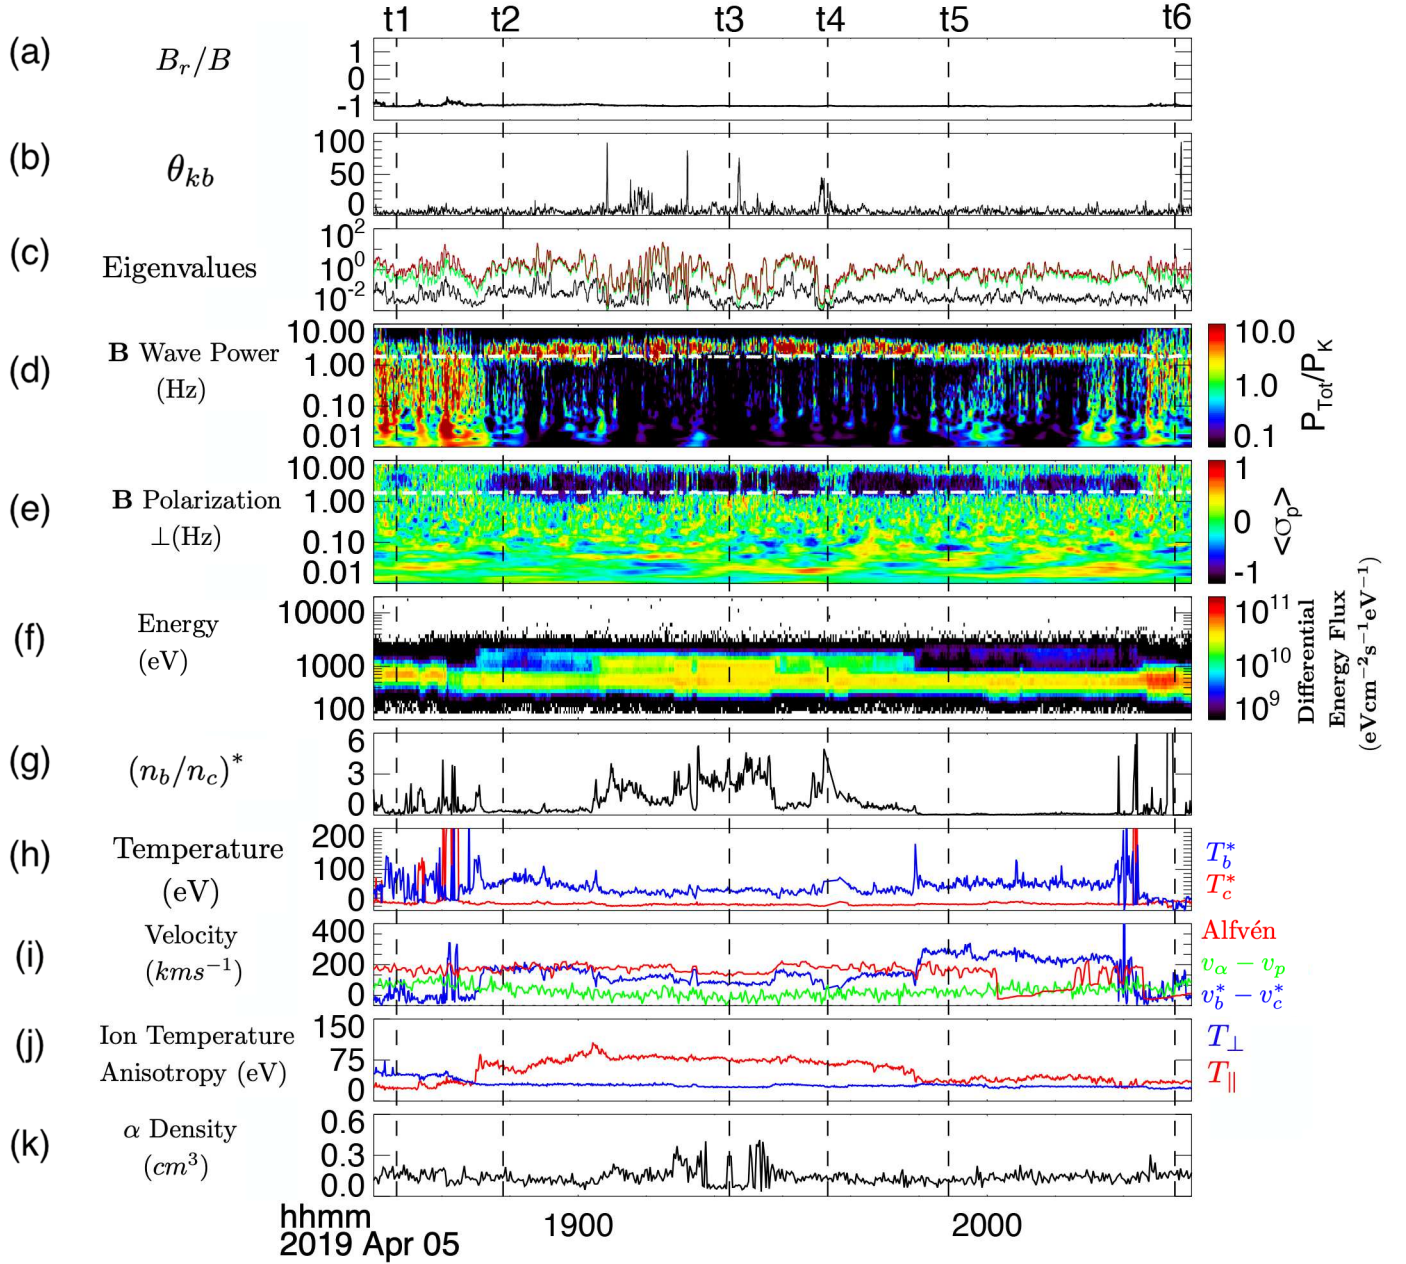 t1 t2 t3 t4 t5 t6
(a) B_r/B 1 0 -1
(b) θ_kb 100 50 0
(c) Eigenvalues 10^2 10^0 10^-2
(d) B Wave Power (Hz) 10.00 1.00 0.10 0.01
10.0 1.0 0.1 P_Tot/P_K
(e) B Polarization ⊥(Hz) 10.00 1.00 0.10 0.01
1 0 -1 <σ_p>
(f) Energy (eV) 10000 1000 100
10^11 10^10 10^9
Differential
Energy Flux
(eVcm^-2s^-1eV^-1)
(g) (n_b/n_c)* 6 3 0
(h) Temperature (eV) 200 100 0
T_b*
T_c*
(i) Velocity (kms^-1) 400 200 0
Alfvén
v_α − v_p
v_b* − v_c*
(j) Ion Temperature Anisotropy (eV) 150 75 0
T_⊥
T_∥
(k) α Density (cm^3) 0.6 0.3 0.0
hhmm 1900 2000
2019 Apr 05